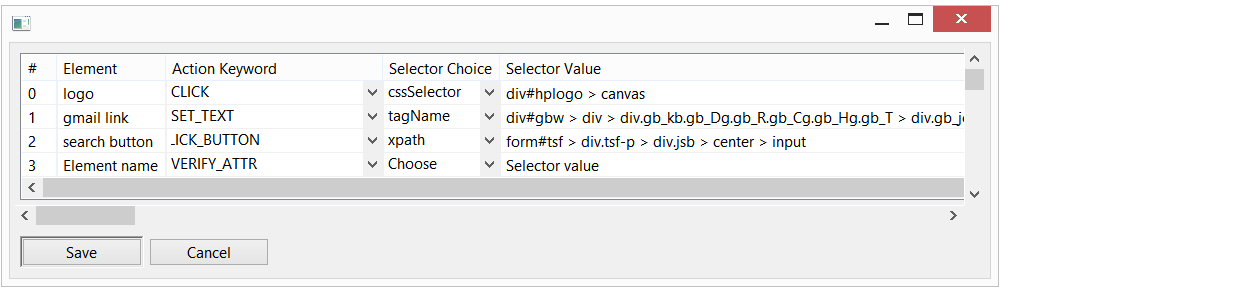 # Element Action Keyword Selector Choice Selector Value
0 logo CLICK cssSelector div#hplogo > canvas
1 gmail link SET_TEXT tagName div#gbw > div > div.gb_kb.gb_Dg.gb_R.gb_Cg.gb_Hg.gb_T > div.gb_j
2 search button .ICK_BUTTON xpath form#tsf > div.tsf-p > div.jsb > center > input
3 Element name VERIFY_ATTR Choose Selector value
Save Cancel